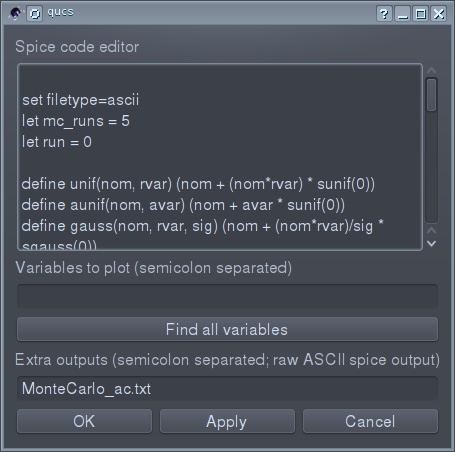 qucs
Spice code editor
set filetype=ascii
let mc_runs = 5
let run = 0
define unif(nom, rvar) (nom + (nom*rvar) * sunif(0))
define aunif(nom, avar) (nom + avar * sunif(0))
define gauss(nom, rvar, sig) (nom + (nom*rvar)/sig *
sgauss(0))
Variables to plot (semicolon separated)
Find all variables
Extra outputs (semicolon separated; raw ASCII spice output)
MonteCarlo_ac.txt
OK Apply Cancel